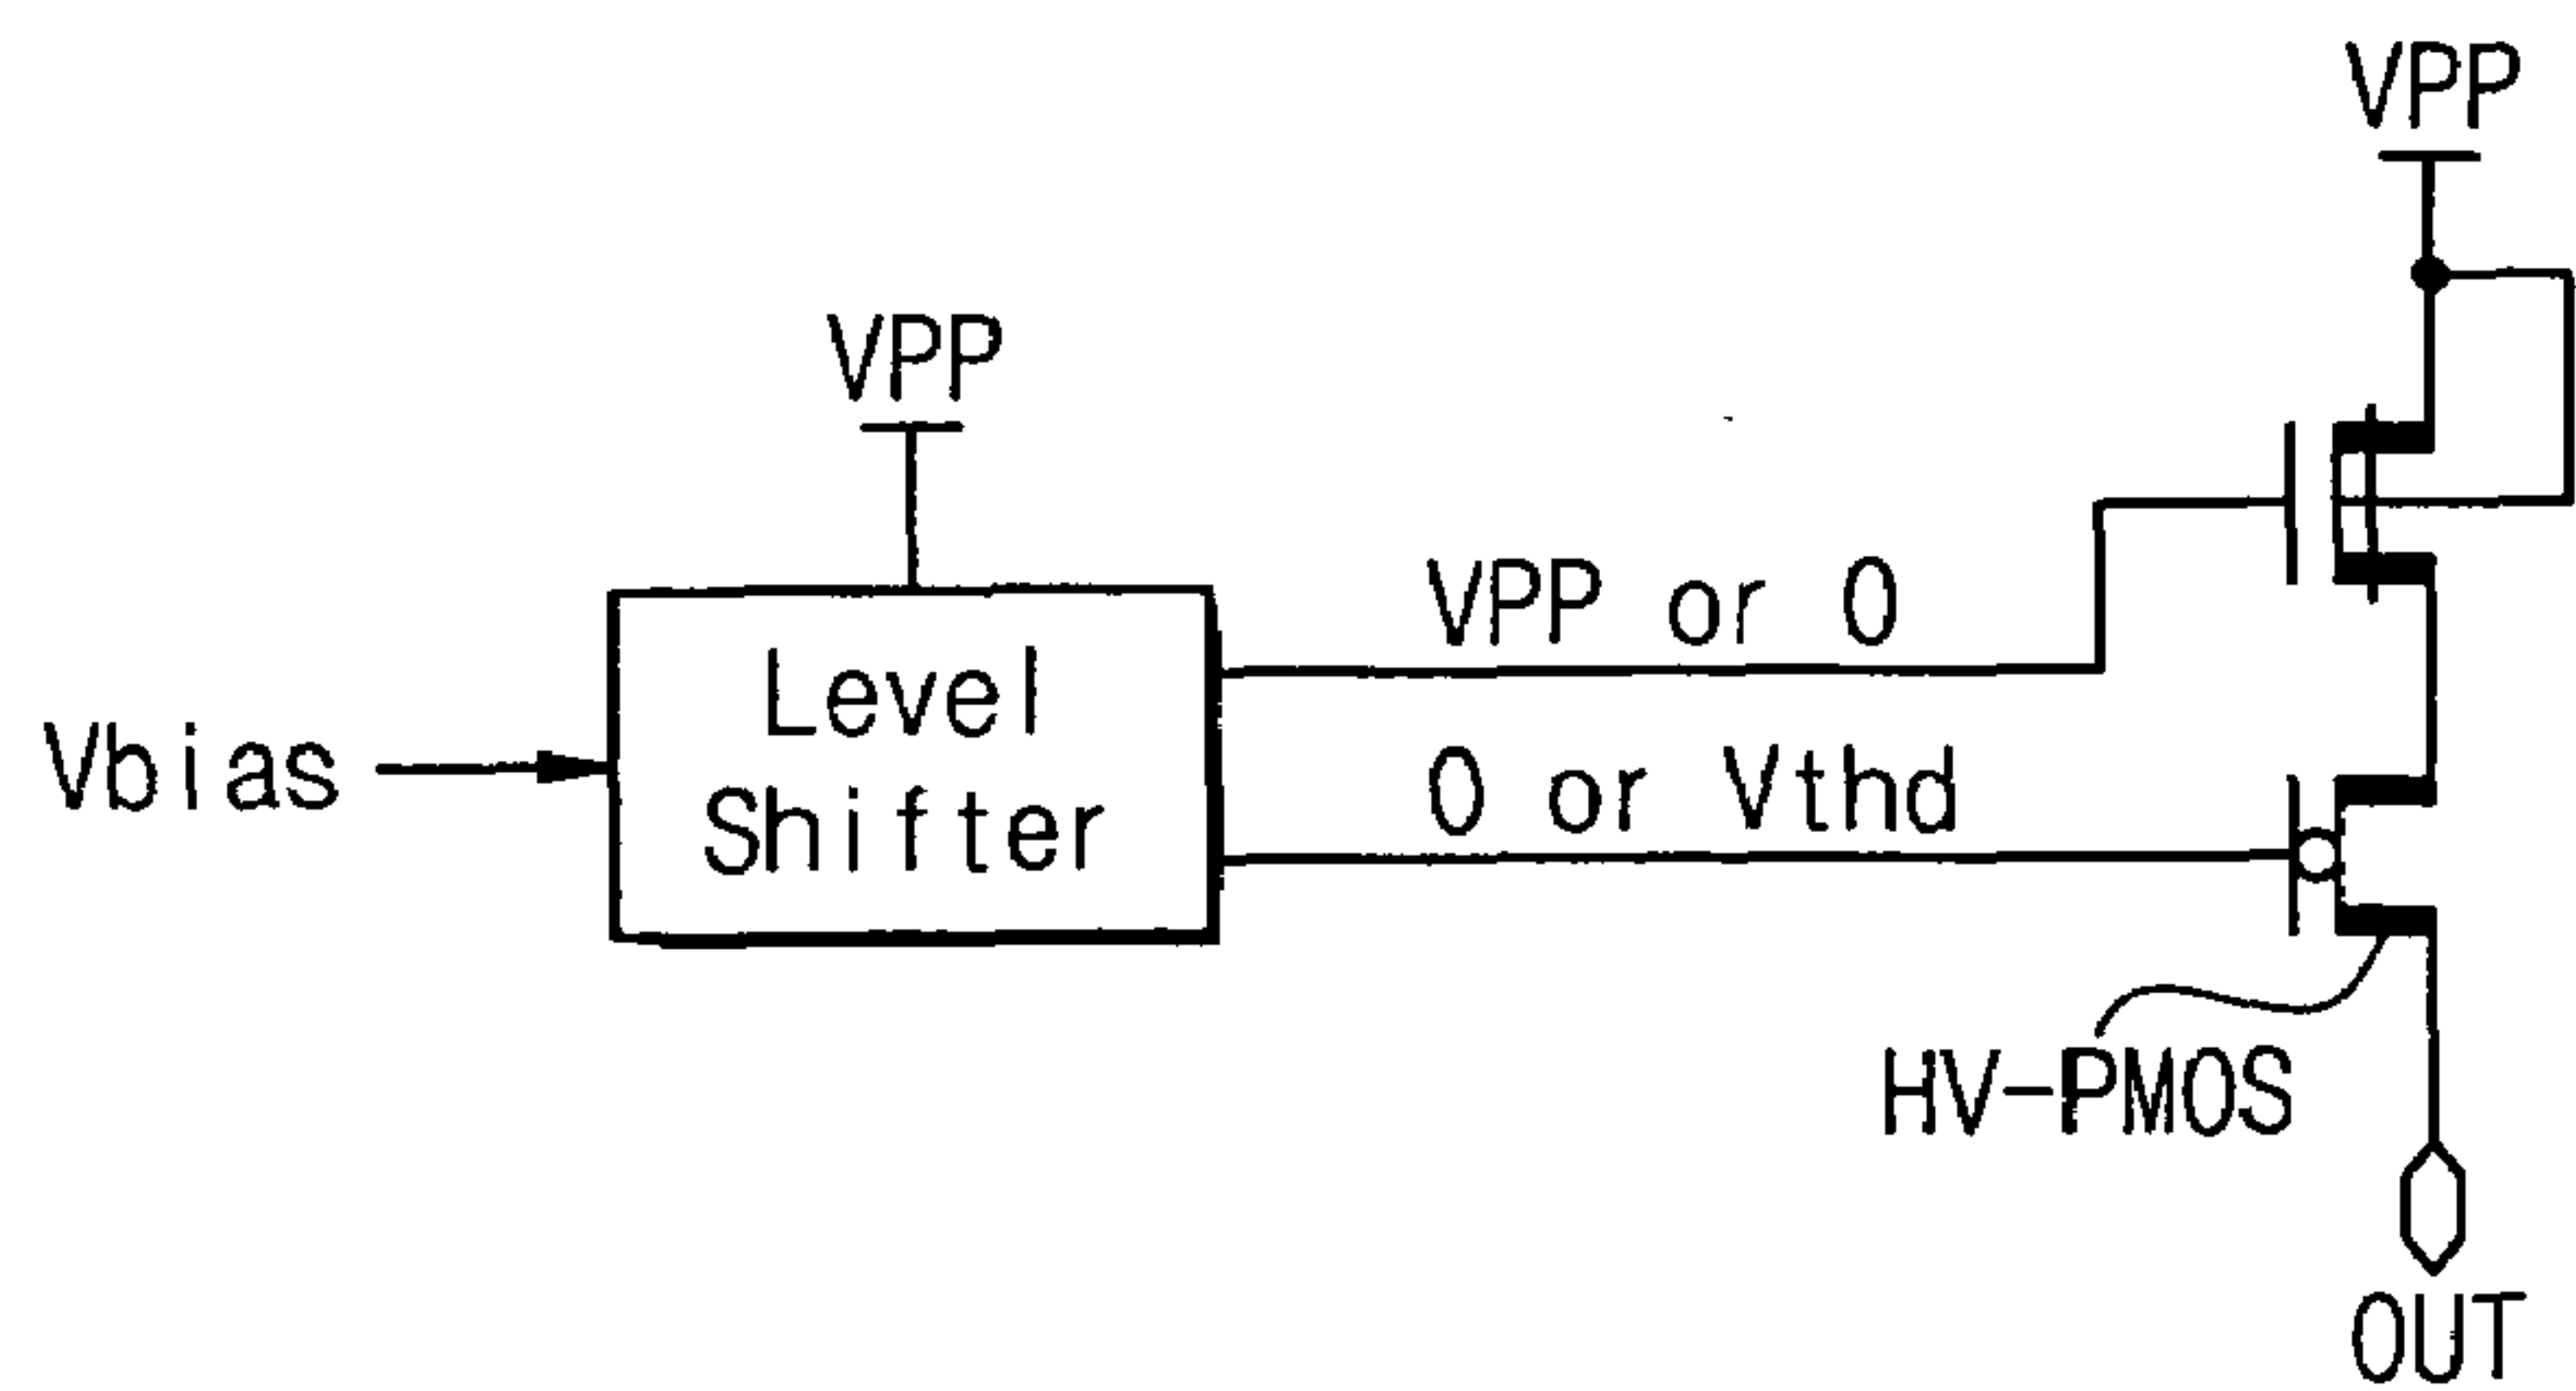 VPP
VPP
Level
Shifter
Vbias
VPP or 0
0 or Vthd
HV-PMOS
OUT